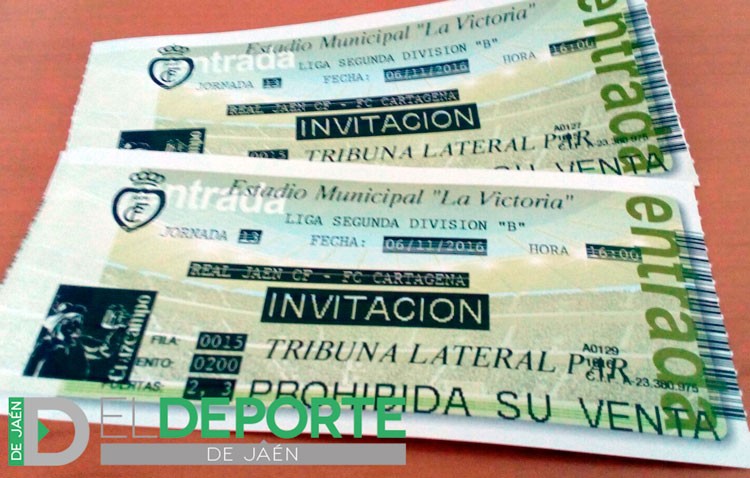 entrada
Estadio Municipal "La Victoria"
LIGA SEGUNDA DIVISION "B"
JORNADA 13 FECHA: 06/11/2016 HORA 16:00
REAL JAEN CF - FC CARTAGENA
INVITACION
0015 TRIBUNA LATERAL
A0127
SU VENTA
entrada
entrada
Estadio Municipal "La Victoria"
LIGA SEGUNDA DIVISION "B"
JORNADA 13 FECHA: 06/11/2016 HORA 16:00
REAL JAEN CF - FC CARTAGENA
INVITACION
Cruzcampo
FILA: 0015
0200
TRIBUNA LATERAL
A0129
C.I.F. A-23.380.975
PUERTAS: 2, 3
PROHIBIDA SU VENTA
entrada
DE JAÉN
D EL DEPORTE
DE JAÉN